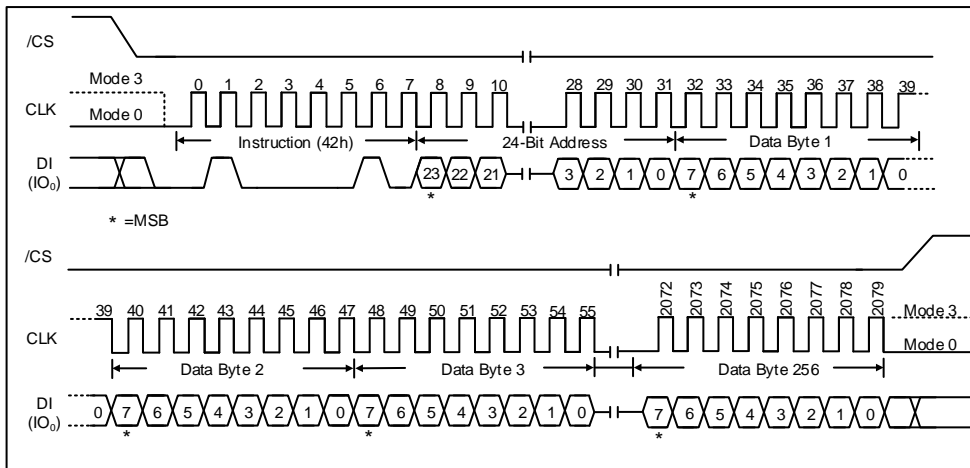 /CS
Mode 3
0 1 2 3 4 5 6 7 8 9 10 28 29 30 31 32 33 34 35 36 37 38 39
CLK
Mode 0
Instruction (42h) 24-Bit Address Data Byte 1
DI
(IO₀)
23 22 21 3 2 1 0 7 6 5 4 3 2 1 0
* *
* =MSB
/CS
39 40 41 42 43 44 45 46 47 48 49 50 51 52 53 54 55 2072 2073 2074 2075 2076 2077 2078 2079
Mode 3
CLK
Mode 0
Data Byte 2 Data Byte 3 Data Byte 256
DI
(IO₀)
0 7 6 5 4 3 2 1 0 7 6 5 4 3 2 1 0 7 6 5 4 3 2 1 0
* * *